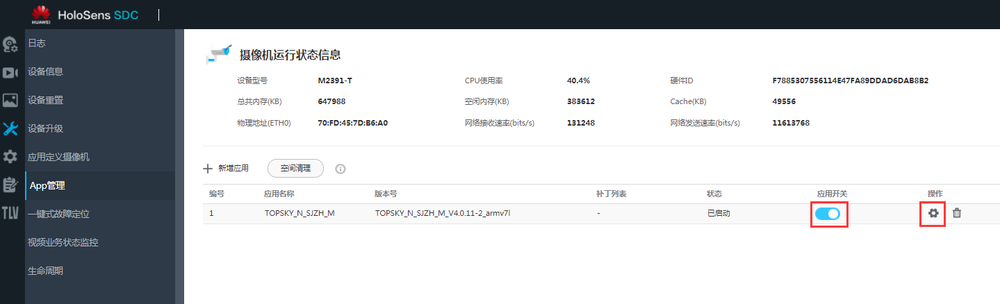 HUAWEI
HoloSens SDC
日志
设备信息
设备重置
设备升级
应用定义摄像机
App管理
一键式故障定位
视频业务状态监控
生命周期
TLV
摄像机运行状态信息
设备型号 M2391-T CPU使用率 40.4% 硬件ID F7885307556114E47FA89DDAD6DAB8B2
总共内存(KB) 647988 空闲内存(KB) 383612 Cache(KB) 49556
物理地址(ETH0) 70:FD:45:7D:B6:A0 网络接收速率(bits/s) 131248 网络发送速率(bits/s) 11613768
新增应用 空间清理
编号 应用名称 版本号 补丁列表 状态 应用开关 操作
1 TOPSKY_N_SJZH_M TOPSKY_N_SJZH_M_V4.0.11-2_armv7l - 已启动